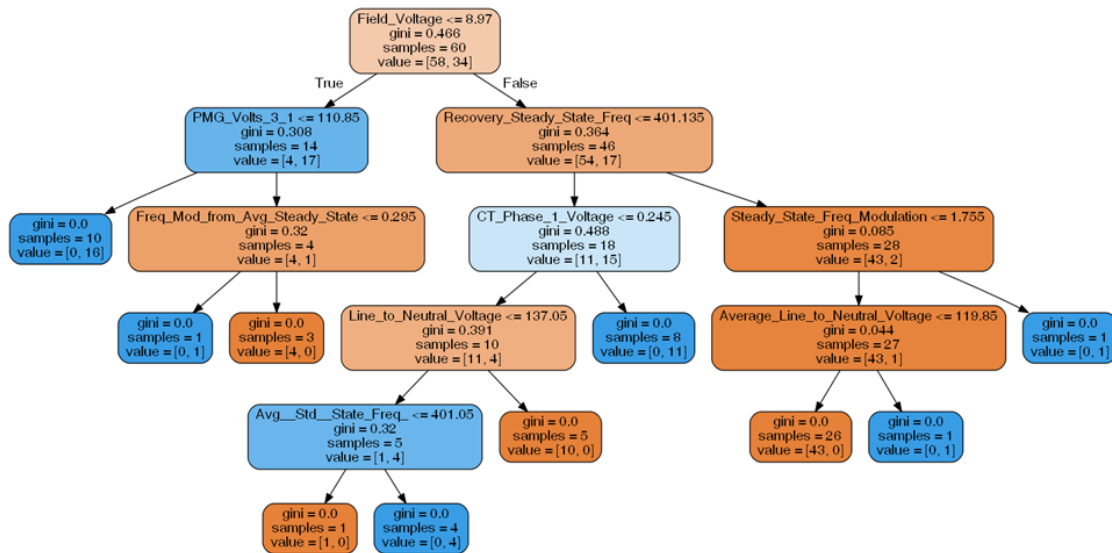 Field_Voltage <= 8.97
gini = 0.466
samples = 60
value = [58, 34]
True
False
PMG_Volts_3_1 <= 110.85
gini = 0.308
samples = 14
value = [4, 17]
Recovery_Steady_State_Freq <= 401.135
gini = 0.364
samples = 46
value = [54, 17]
gini = 0.0
samples = 10
value = [0, 16]
Freq_Mod_from_Avg_Steady_State <= 0.295
gini = 0.32
samples = 4
value = [4, 1]
CT_Phase_1_Voltage <= 0.245
gini = 0.488
samples = 18
value = [11, 15]
Steady_State_Freq_Modulation <= 1.755
gini = 0.085
samples = 28
value = [43, 2]
gini = 0.0
samples = 1
value = [0, 1]
gini = 0.0
samples = 3
value = [4, 0]
Line_to_Neutral_Voltage <= 137.05
gini = 0.391
samples = 10
value = [11, 4]
gini = 0.0
samples = 8
value = [0, 11]
Average_Line_to_Neutral_Voltage <= 119.85
gini = 0.044
samples = 27
value = [43, 1]
gini = 0.0
samples = 1
value = [0, 1]
Avg__Std__State_Freq_ <= 401.05
gini = 0.32
samples = 5
value = [1, 4]
gini = 0.0
samples = 5
value = [10, 0]
gini = 0.0
samples = 26
value = [43, 0]
gini = 0.0
samples = 1
value = [0, 1]
gini = 0.0
samples = 1
value = [1, 0]
gini = 0.0
samples = 4
value = [0, 4]